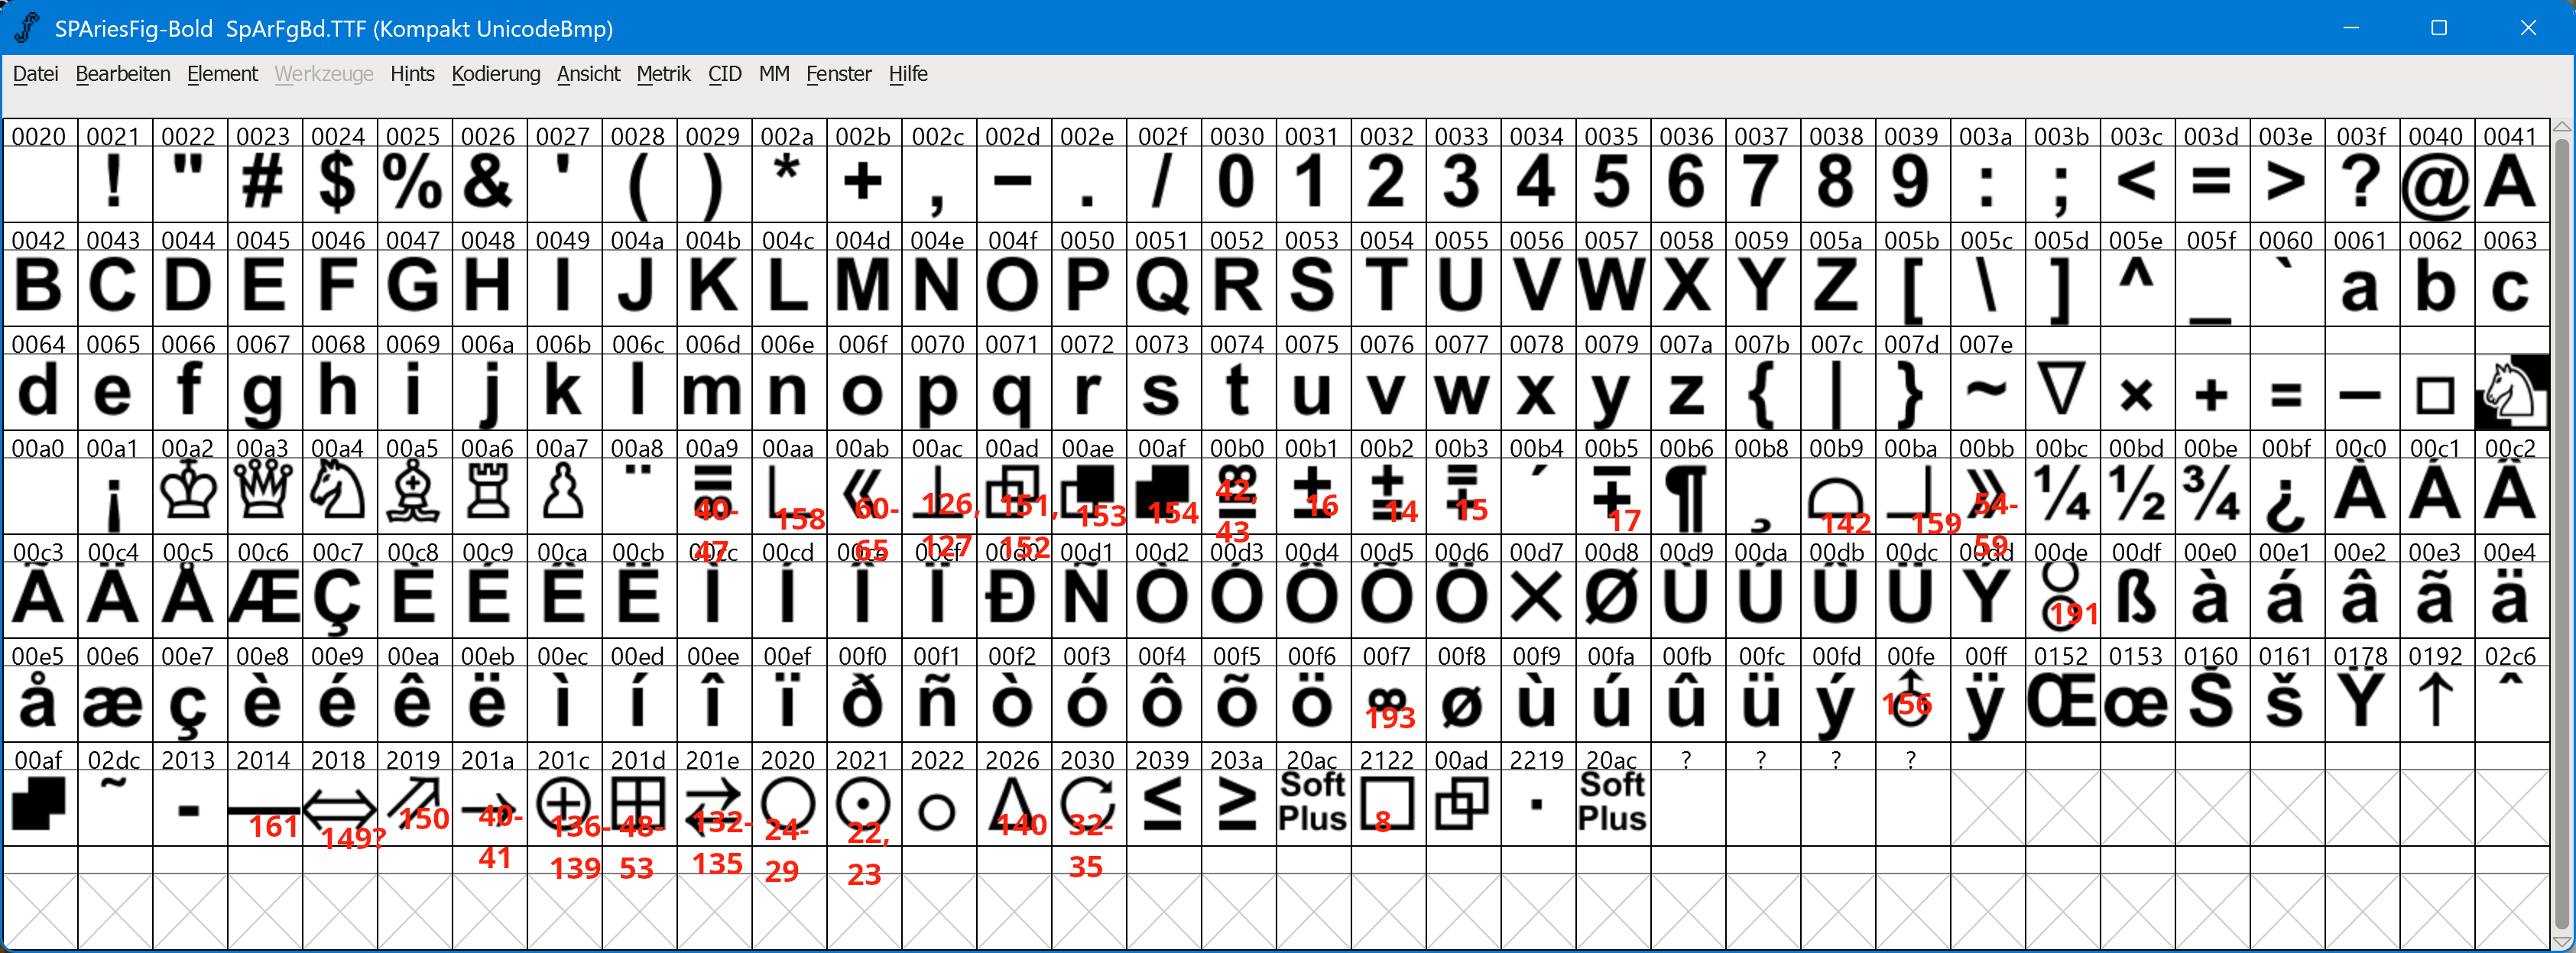 SPAriesFig-Bold  SpArFgBd.TTF (Kompakt UnicodeBmp)
Datei Bearbeiten Element Werkzeuge Hints Kodierung Ansicht Metrik CID MM Fenster Hilfe
0020 0021 0022 0023 0024 0025 0026 0027 0028 0029 002a 002b 002c 002d 002e 002f 0030 0031 0032 0033 0034 0035 0036 0037 0038 0039 003a 003b 003c 003d 003e 003f 0040 0041
! " # $ % & ' ( ) * + , − . / 0 1 2 3 4 5 6 7 8 9 : ; < = > ? @ A
0042 0043 0044 0045 0046 0047 0048 0049 004a 004b 004c 004d 004e 004f 0050 0051 0052 0053 0054 0055 0056 0057 0058 0059 005a 005b 005c 005d 005e 005f 0060 0061 0062 0063
B C D E F G H I J K L M N O P Q R S T U V W X Y Z [ \ ] ^ _ ` a b c
0064 0065 0066 0067 0068 0069 006a 006b 006c 006d 006e 006f 0070 0071 0072 0073 0074 0075 0076 0077 0078 0079 007a 007b 007c 007d 007e
d e f g h i j k l m n o p q r s t u v w x y z { | } ~ ▽ × + = − □
00a0 00a1 00a2 00a3 00a4 00a5 00a6 00a7 00a8 00a9 00aa 00ab 00ac 00ad 00ae 00af 00b0 00b1 00b2 00b3 00b4 00b5 00b6 00b8 00b9 00ba 00bb 00bc 00bd 00be 00bf 00c0 00c1 00c2
¡ ♔ ♕ ♘ ♗ ♖ ♙ ¨ « ⊥ ± ´ ∓ ¶ ¸ » ¼ ½ ¾ ¿ À Á Â
40-47 158 60-65 126, 127 151, 152 153 154 42, 43 16 14 15 17 142 159 54-59
00c3 00c4 00c5 00c6 00c7 00c8 00c9 00ca 00cb 00cc 00cd 00ce 00cf 00d0 00d1 00d2 00d3 00d4 00d5 00d6 00d7 00d8 00d9 00da 00db 00dc 00dd 00de 00df 00e0 00e1 00e2 00e3 00e4
Ã Ä Å Æ Ç È É Ê Ë Ì Í Î Ï Ð Ñ Ò Ó Ô Õ Ö × Ø Ù Ú Û Ü Ý ß à á â ã ä
191
00e5 00e6 00e7 00e8 00e9 00ea 00eb 00ec 00ed 00ee 00ef 00f0 00f1 00f2 00f3 00f4 00f5 00f6 00f7 00f8 00f9 00fa 00fb 00fc 00fd 00fe 00ff 0152 0153 0160 0161 0178 0192 02c6
å æ ç è é ê ë ì í î ï ð ñ ò ó ô õ ö ∞ ø ù ú û ü ý ÿ Œ œ Š š Ÿ ↑ ˆ
193 156
00af 02dc 2013 2014 2018 2019 201a 201c 201d 201e 2020 2021 2022 2026 2030 2039 203a 20ac 2122 00ad 2219 20ac ? ? ? ?
˜ - — ⇔ ⇗ → ⊕ ⊞ ⇄ ○ ⊙ ○ △ ↻ ≤ ≥ Soft Plus □ · Soft Plus
161 149? 150 40-41 136-139 48-53 132-135 24-29 22, 23 140 32-35 8